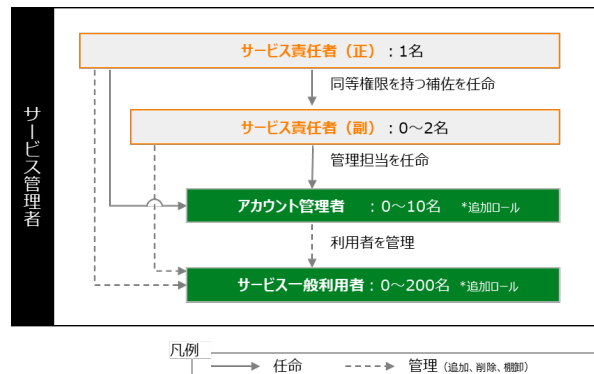 サービス管理者
サービス責任者（正）：1名
同等権限を持つ補佐を任命
サービス責任者（副）：0～2名
管理担当を任命
アカウント管理者 ：0～10名 *追加ロール
利用者を管理
サービス一般利用者：0～200名 *追加ロール
凡例
任命 管理（追加、削除、棚卸）